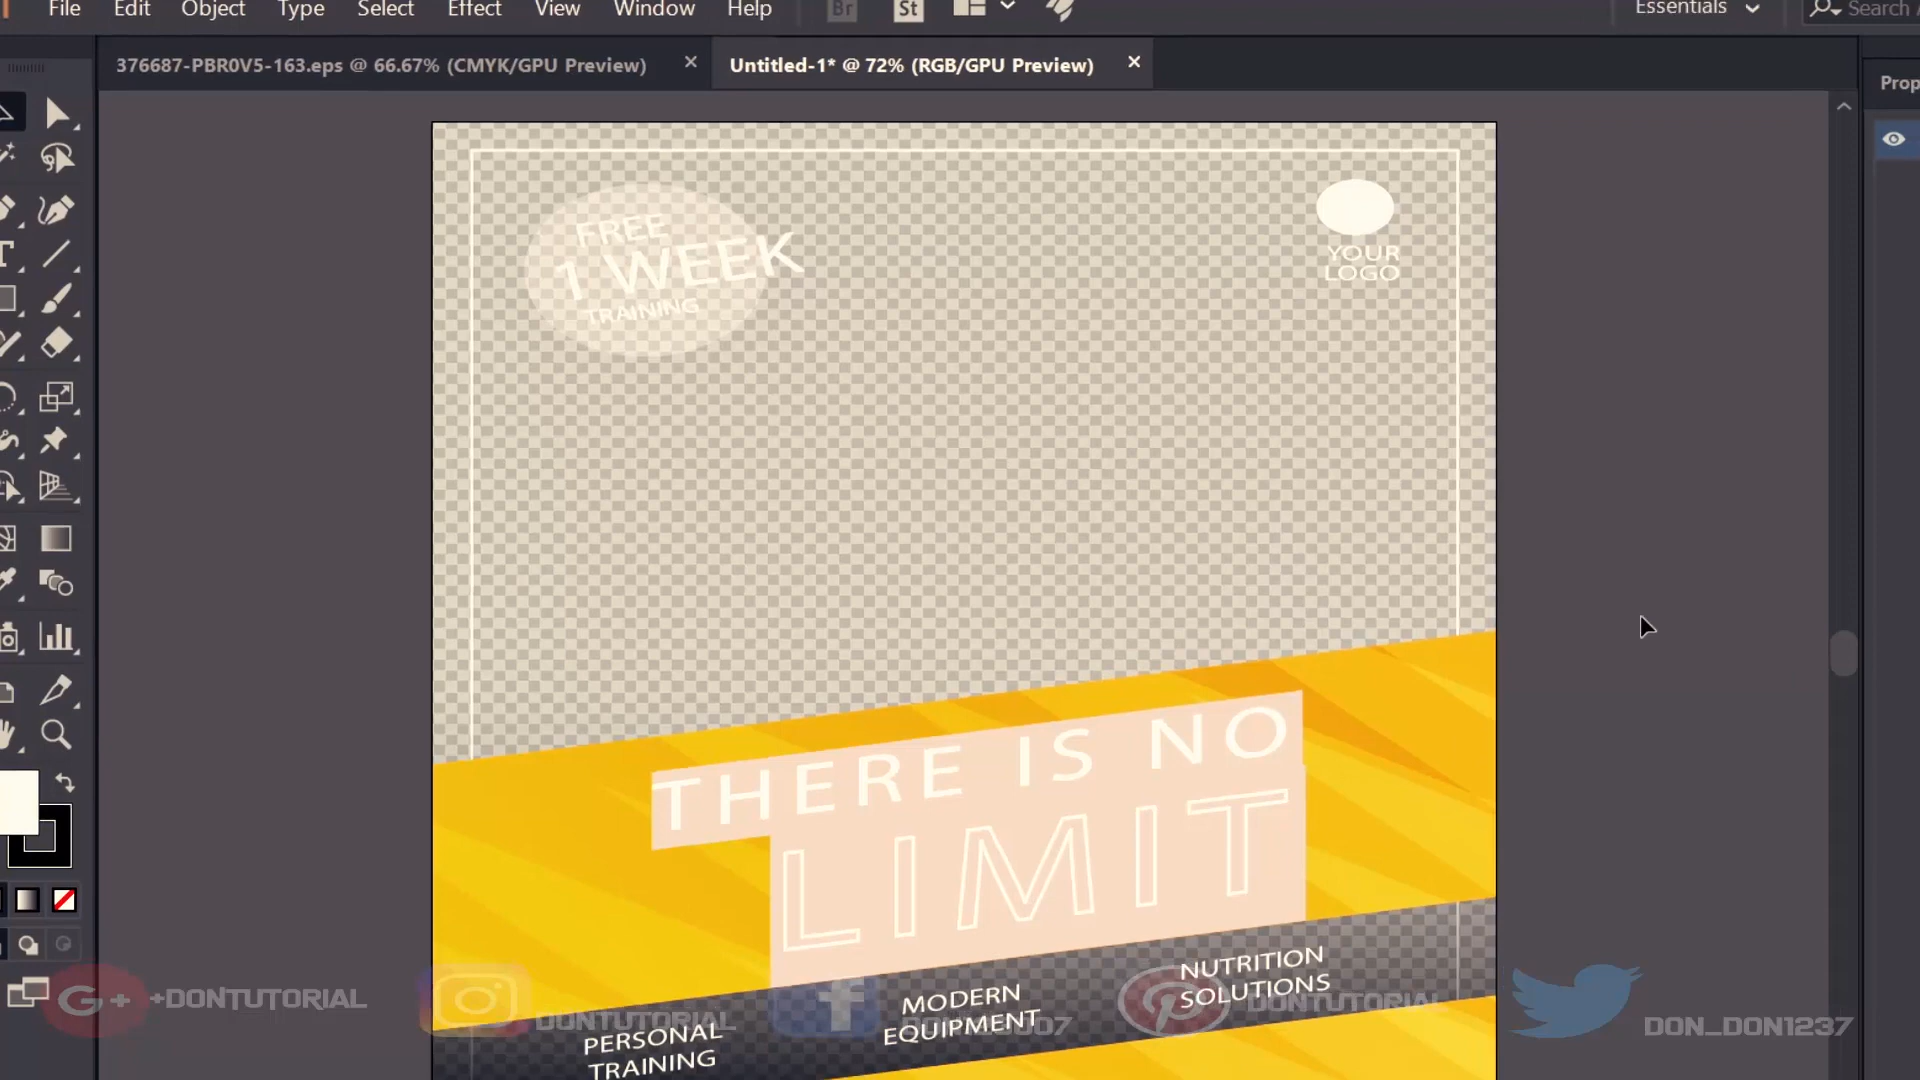 File Edit Object Type Select Effect View Window Help Br St Essentials Search
376687-PBR0V5-163.eps @ 66.67% (CMYK/GPU Preview) Untitled-1* @ 72% (RGB/GPU Preview)
FREE
1 WEEK
TRAINING
YOUR
LOGO
THERE IS NO
LIMIT
PERSONAL
TRAINING
MODERN
EQUIPMENT
NUTRITION
SOLUTIONS
G+ +DONTUTORIAL
DONTUTORIAL
DONTUTORIAL
DON_DON1237